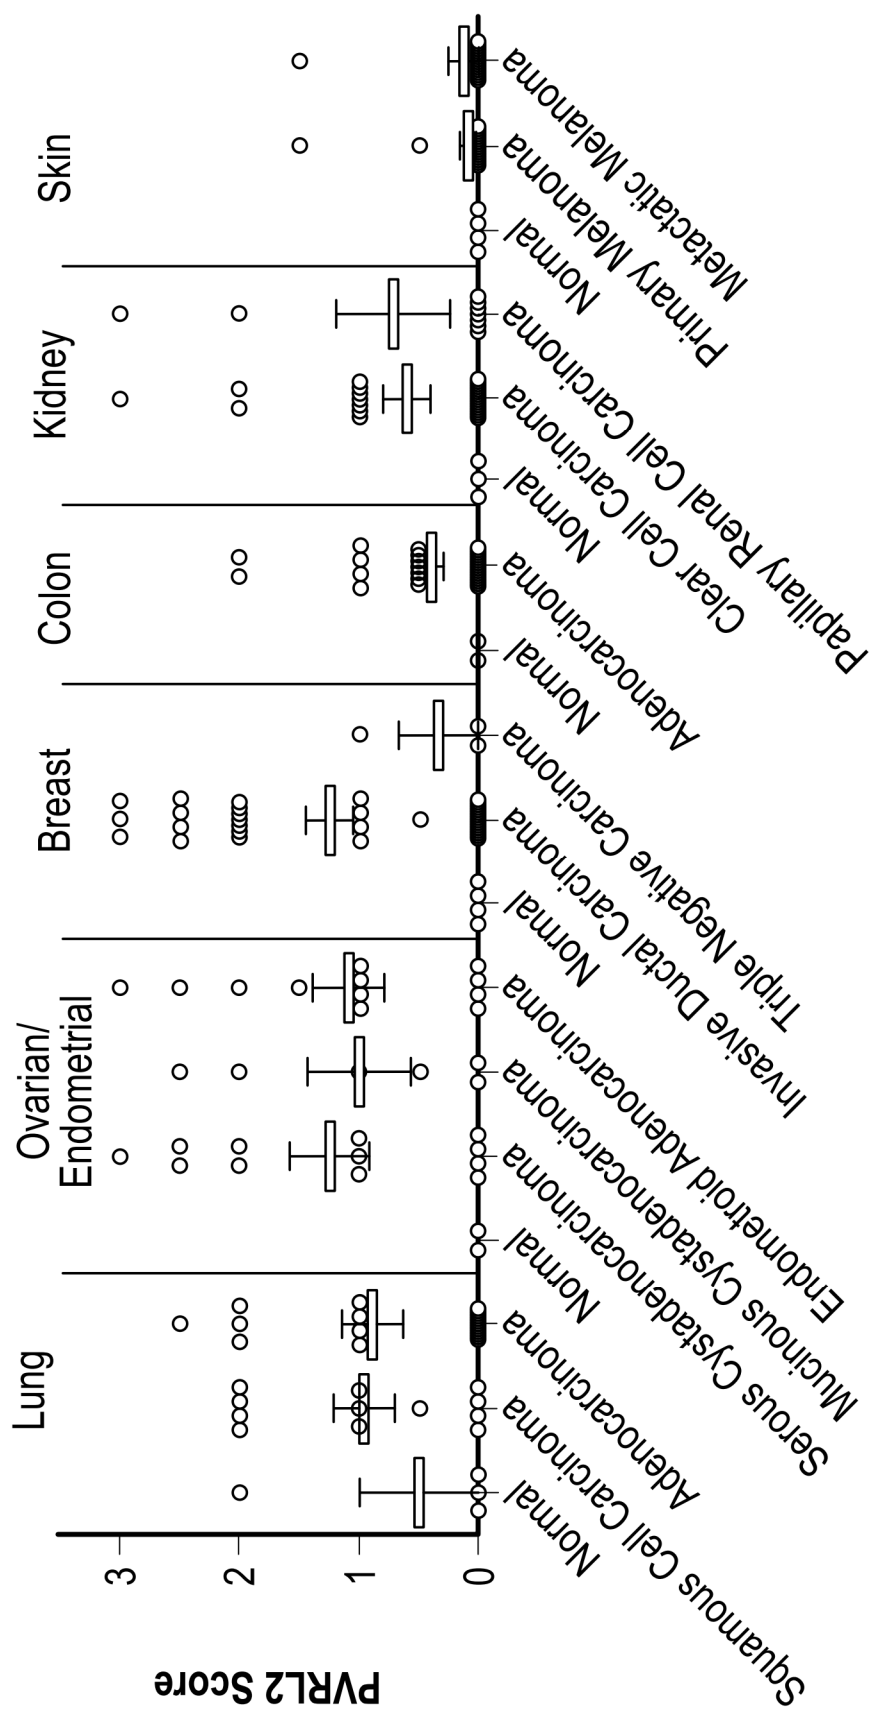 PVRL2 Score
3
2
1
0
Lung
Ovarian/
Endometrial
Breast
Colon
Kidney
Skin
Normal
Squamous Cell Carcinoma
Adenocarcinoma
Normal
Serous Cystadenocarcinoma
Mucinous Cystadenocarcinoma
Endometroid Adenocarcinoma
Normal
Invasive Ductal Carcinoma
Triple Negative Carcinoma
Normal
Adenocarcinoma
Normal
Clear Cell Carcinoma
Papillary Renal Cell Carcinoma
Normal
Primary Melanoma
Metactatic Melanoma